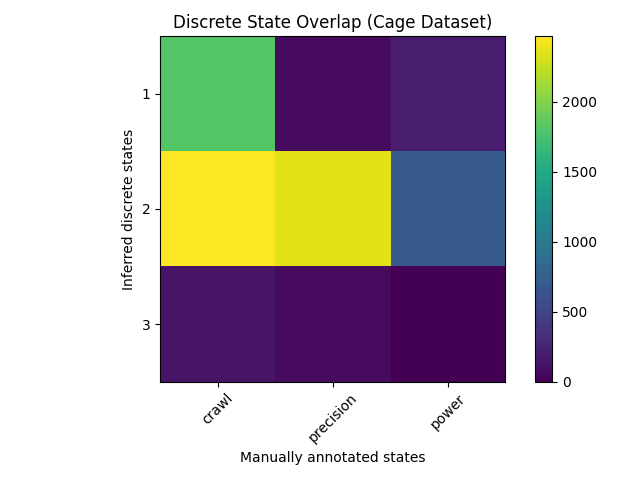 Discrete State Overlap (Cage Dataset)
Inferred discrete states
1
2
3
crawl
precision
power
Manually annotated states
2000
1500
1000
500
0